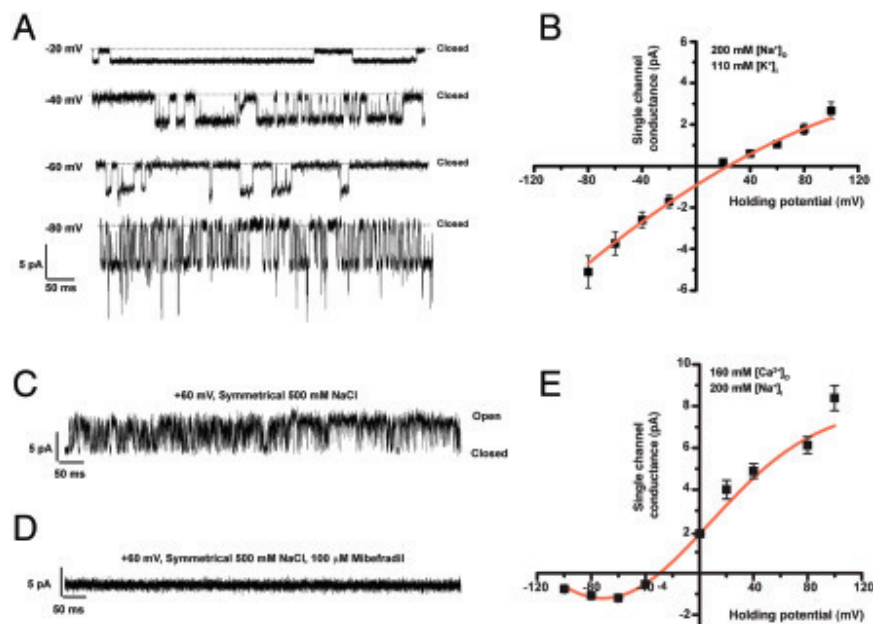 A
-20 mV
Closed
-40 mV
Closed
-60 mV
Closed
-80 mV
Closed
5 pA
50 ms
B
200 mM [Na⁺]
110 mM [K⁺]
Single channel
conductance (pA)
6
4
2
-2
-4
-6
-80
-40
40
80
120
Holding potential (mV)
C
+60 mV, Symmetrical 500 mM NaCl
Open
Closed
5 pA
50 ms
D
+60 mV, Symmetrical 500 mM NaCl, 100 μM Mibefradil
5 pA
50 ms
E
160 mM [Ca²⁺]
200 mM [Na⁺]
Single channel
conductance (pA)
10
8
6
4
2
-2
-120
-80
-40
-4
0
40
80
120
Holding potential (mV)